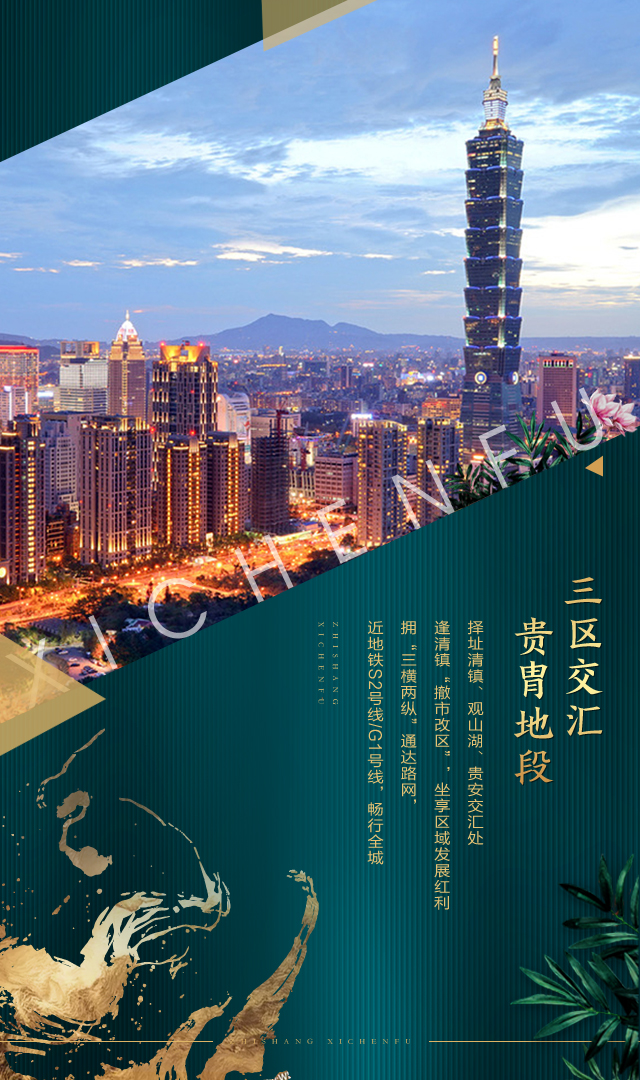 XICHENFU
三区交汇
贵胄地段
择址清镇、观山湖、贵安交汇处
逢清镇“撤市改区”，坐享区域发展红利
拥“三横两纵”通达路网，
近地铁S2号线/G1号线，畅行全城
ZHISHANG
XICHENFU
ZHISHANG XICHENFU